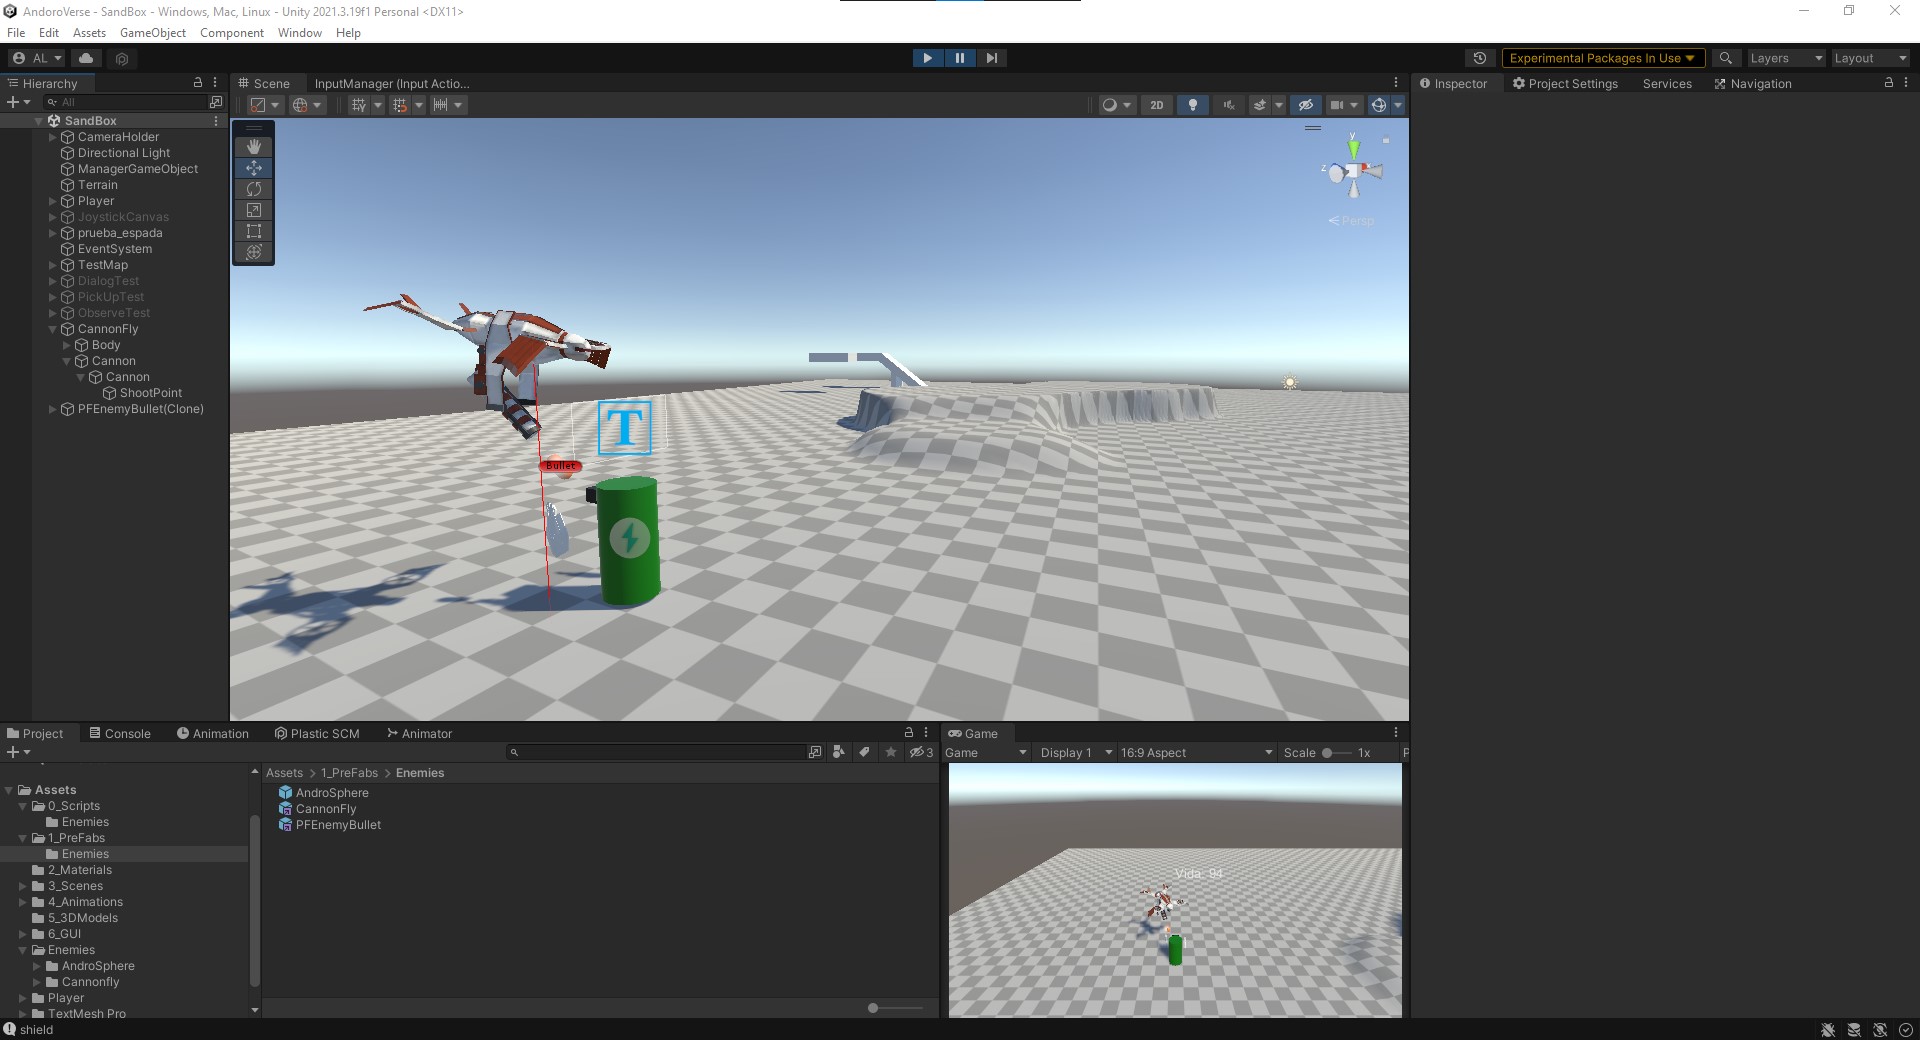 AndoroVerse - SandBox - Windows, Mac, Linux - Unity 2021.3.19f1 Personal <DX11>
File Edit Assets GameObject Component Window Help
AL
Experimental Packages In Use
Layers
Layout
Hierarchy
All
SandBox
CameraHolder
Directional Light
ManagerGameObject
Terrain
Player
JoystickCanvas
prueba_espada
EventSystem
TestMap
DialogTest
PickUpTest
ObserveTest
CannonFly
Body
Cannon
Cannon
ShootPoint
PFEnemyBullet(Clone)
Scene
InputManager (Input Actio...
2D
y
z
x
Persp
T
Bullet
Inspector
Project Settings
Services
Navigation
Project
Console
Animation
Plastic SCM
Animator
3
Assets
0_Scripts
Enemies
1_PreFabs
Enemies
2_Materials
3_Scenes
4_Animations
5_3DModels
6_GUI
Enemies
AndroSphere
Cannonfly
Player
TextMesh Pro
Assets > 1_PreFabs > Enemies
AndroSphere
CannonFly
PFEnemyBullet
Game
Game
Display 1
16:9 Aspect
Scale
1x
P
Vida: 94
shield